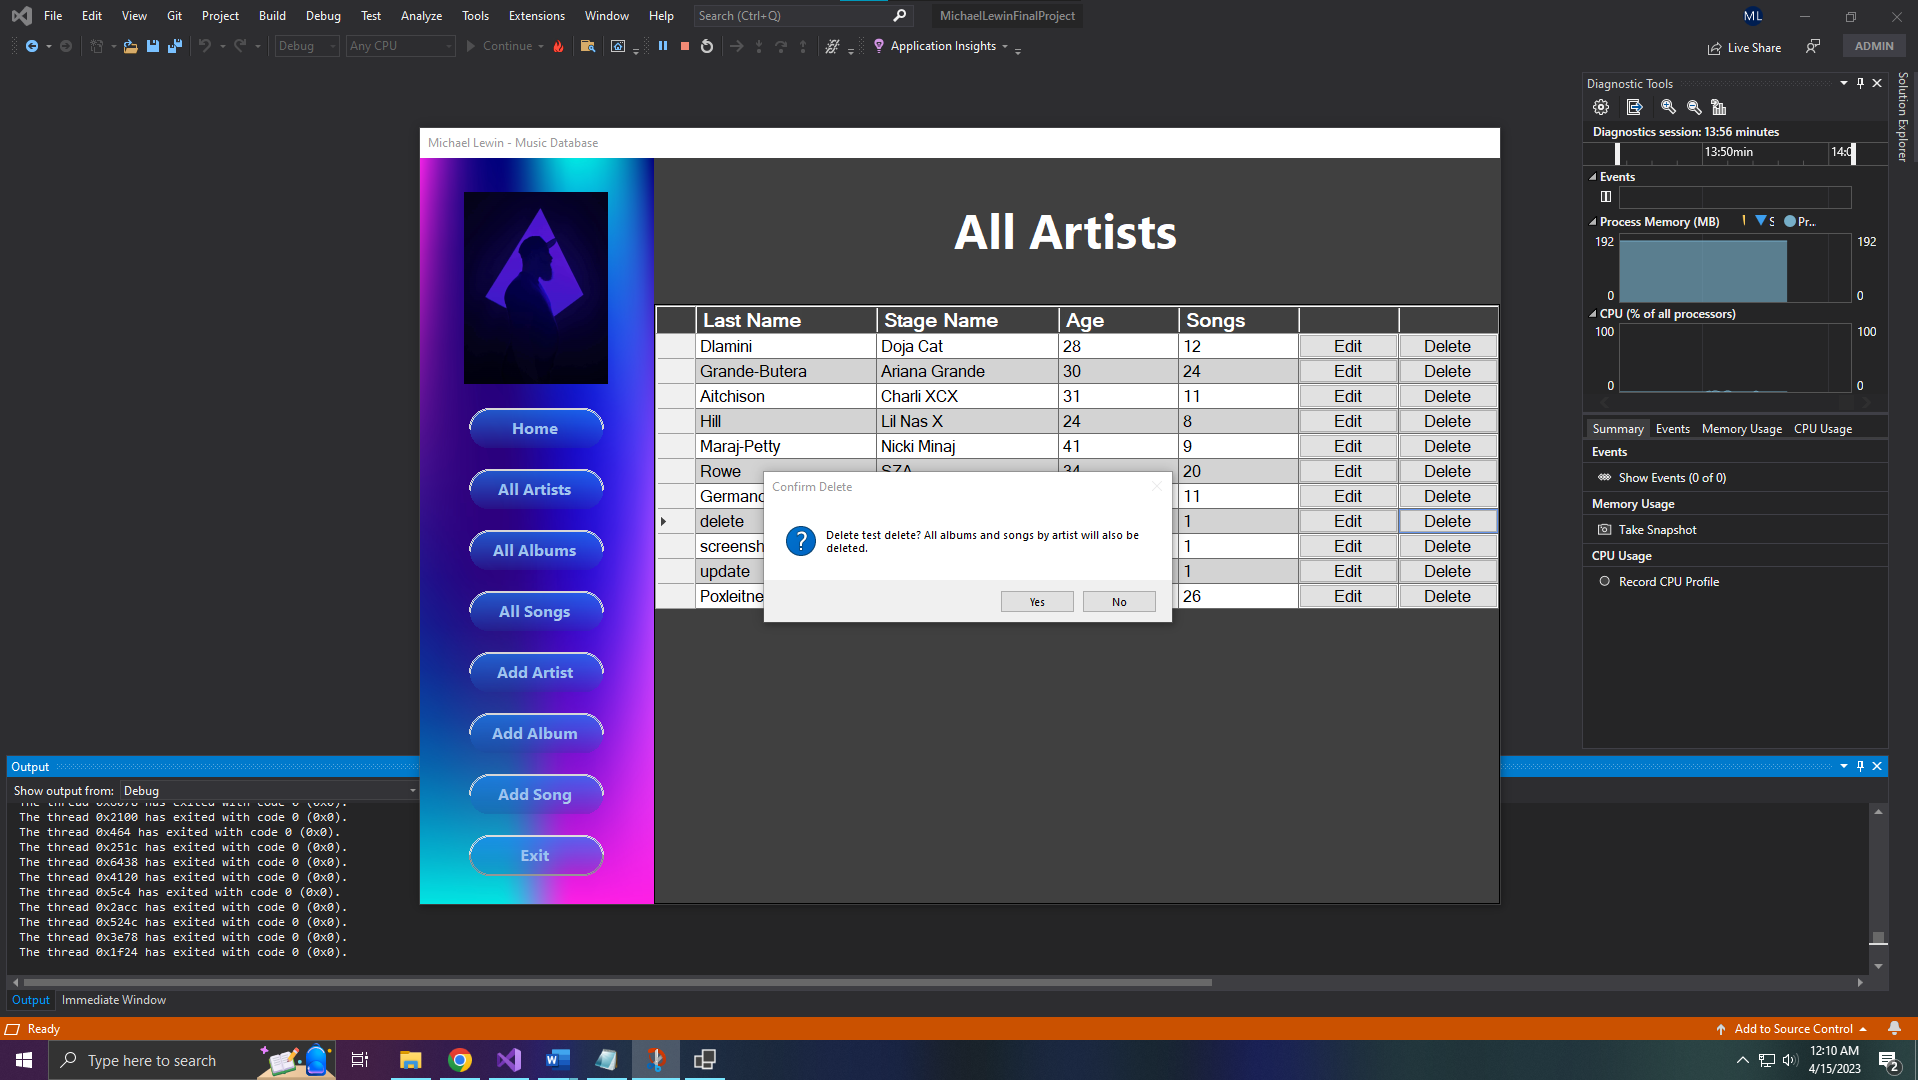 File Edit View Git Project Build Debug Test Analyze Tools Extensions Window Help Search (Ctrl+Q) MichaelLewinFinalProject ML
Debug Any CPU Continue Application Insights Live Share ADMIN
Diagnostic Tools
Solution Explorer
Diagnostics session: 13:56 minutes
13:50min 14:0
Events
Process Memory (MB) S Pr...
192 192
0 0
CPU (% of all processors)
100 100
0 0
Summary Events Memory Usage CPU Usage
Events
Show Events (0 of 0)
Memory Usage
Take Snapshot
CPU Usage
Record CPU Profile
Michael Lewin - Music Database
Home
All Artists
All Albums
All Songs
Add Artist
Add Album
Add Song
Exit
All Artists
Last Name Stage Name Age Songs
Dlamini Doja Cat 28 12 Edit Delete
Grande-Butera Ariana Grande 30 24 Edit Delete
Aitchison Charli XCX 31 11 Edit Delete
Hill Lil Nas X 24 8 Edit Delete
Maraj-Petty Nicki Minaj 41 9 Edit Delete
Rowe SZA 34 20 Edit Delete
Germano 11 Edit Delete
delete 1 Edit Delete
screensh 1 Edit Delete
update 1 Edit Delete
Poxleitne 26 Edit Delete
Confirm Delete
Delete test delete? All albums and songs by artist will also be
deleted.
Yes No
Output
Show output from: Debug
The thread 0x2100 has exited with code 0 (0x0).
The thread 0x464 has exited with code 0 (0x0).
The thread 0x251c has exited with code 0 (0x0).
The thread 0x6438 has exited with code 0 (0x0).
The thread 0x4120 has exited with code 0 (0x0).
The thread 0x5c4 has exited with code 0 (0x0).
The thread 0x2acc has exited with code 0 (0x0).
The thread 0x524c has exited with code 0 (0x0).
The thread 0x3e78 has exited with code 0 (0x0).
The thread 0x1f24 has exited with code 0 (0x0).
Output Immediate Window
Ready Add to Source Control
Type here to search 12:10 AM
4/15/2023 2